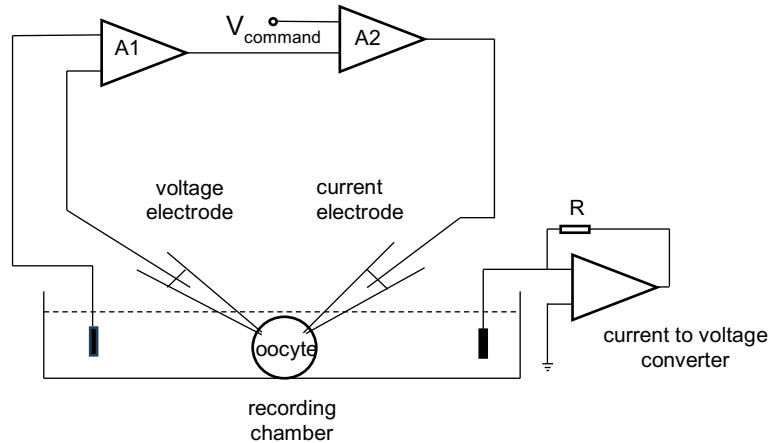 A1
V command
A2
voltage
electrode
current
electrode
R
oocyte
current to voltage
converter
recording
chamber